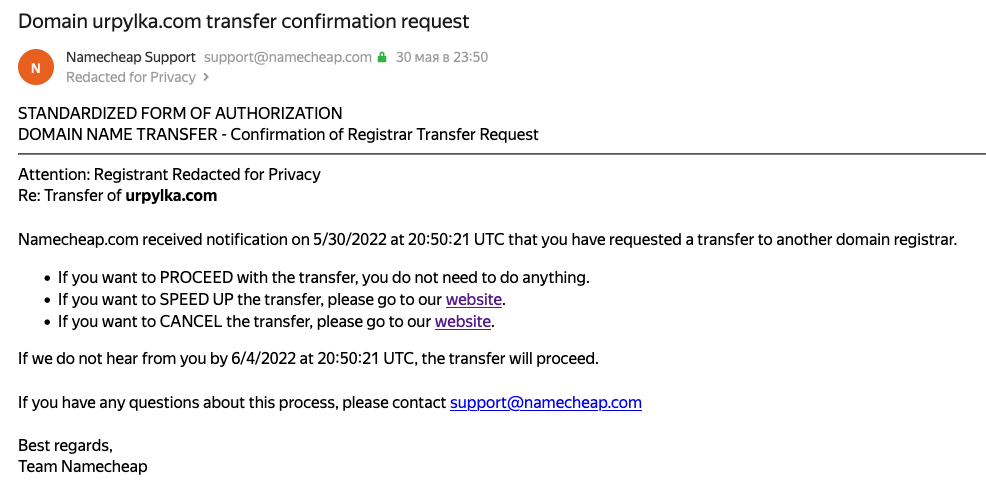 Domain urpylka.com transfer confirmation request
N
Namecheap Support support@namecheap.com 30 мая в 23:50
Redacted for Privacy >
STANDARDIZED FORM OF AUTHORIZATION
DOMAIN NAME TRANSFER - Confirmation of Registrar Transfer Request
Attention: Registrant Redacted for Privacy
Re: Transfer of urpylka.com
Namecheap.com received notification on 5/30/2022 at 20:50:21 UTC that you have requested a transfer to another domain registrar.
• If you want to PROCEED with the transfer, you do not need to do anything.
• If you want to SPEED UP the transfer, please go to our website.
• If you want to CANCEL the transfer, please go to our website.
If we do not hear from you by 6/4/2022 at 20:50:21 UTC, the transfer will proceed.
If you have any questions about this process, please contact support@namecheap.com
Best regards,
Team Namecheap